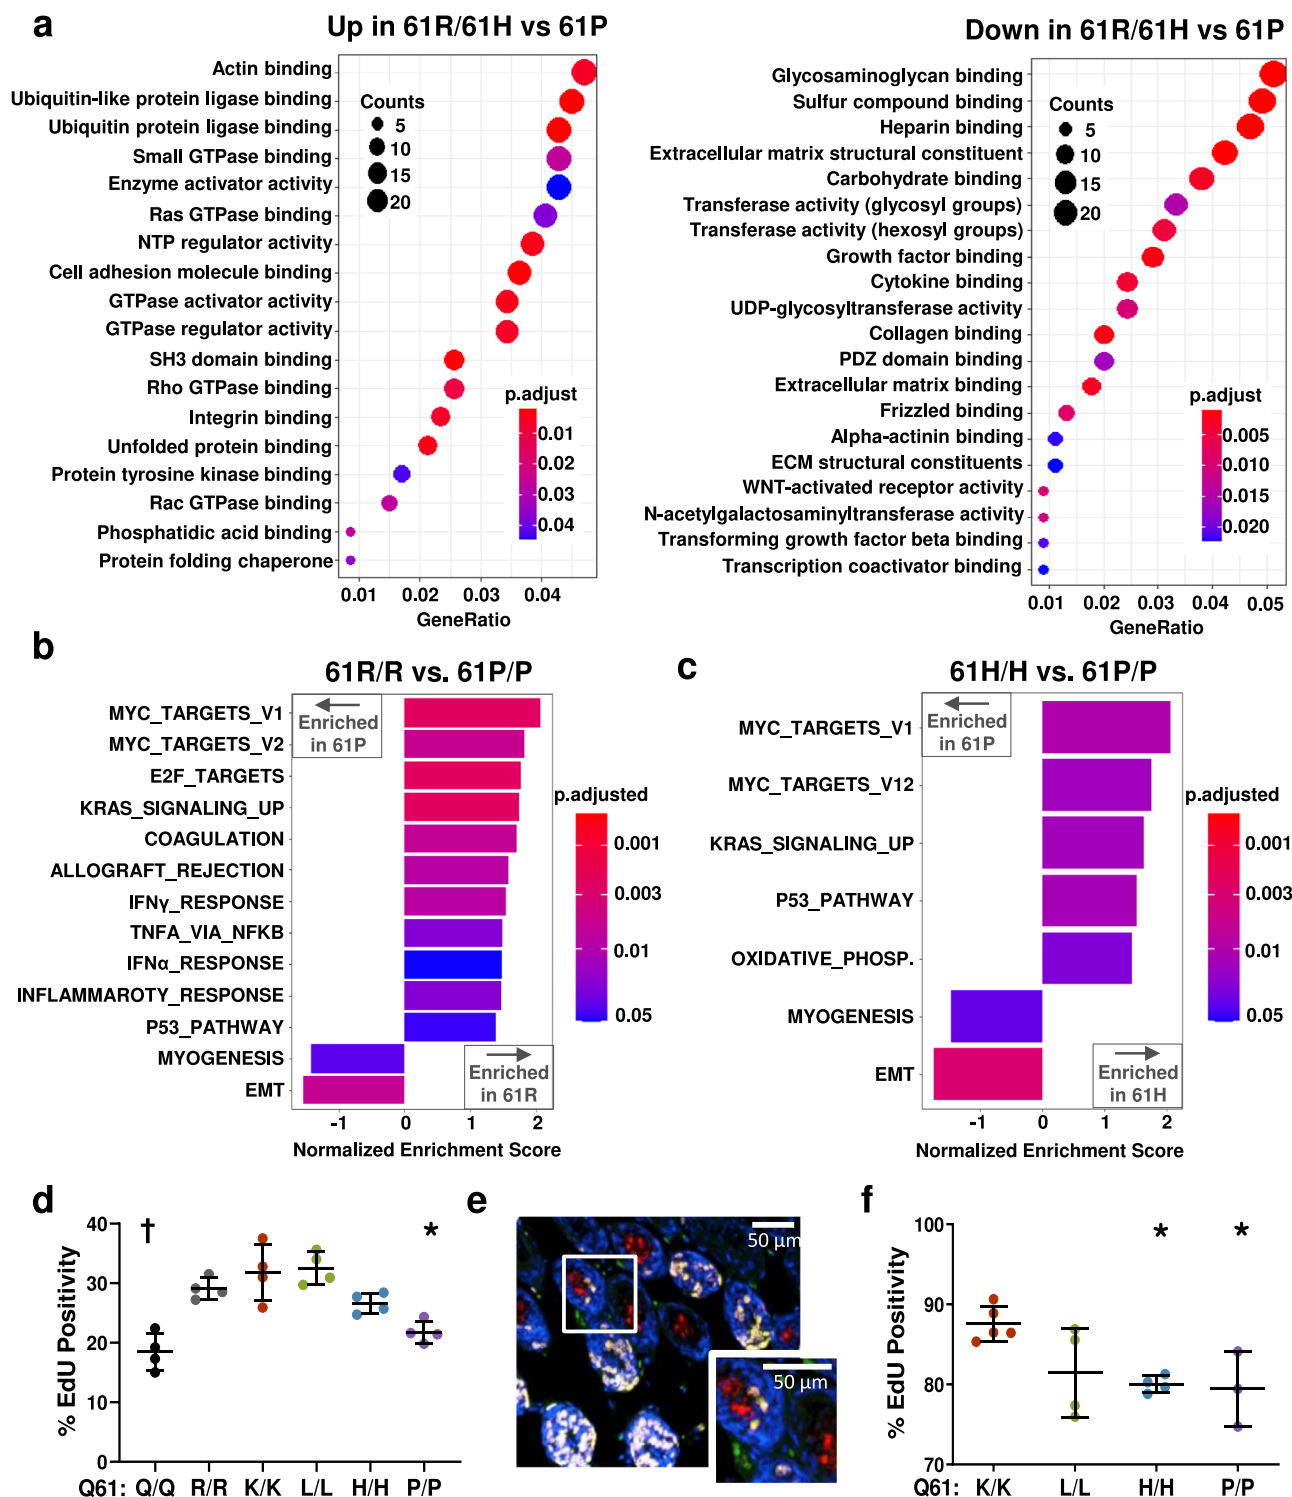 a
Up in 61R/61H vs 61P
Actin binding
Ubiquitin-like protein ligase binding
Ubiquitin protein ligase binding
Small GTPase binding
Enzyme activator activity
Ras GTPase binding
NTP regulator activity
Cell adhesion molecule binding
GTPase activator activity
GTPase regulator activity
SH3 domain binding
Rho GTPase binding
Integrin binding
Unfolded protein binding
Protein tyrosine kinase binding
Rac GTPase binding
Phosphatidic acid binding
Protein folding chaperone
Counts
5
10
15
20
p.adjust
0.01
0.02
0.03
0.04
0.01 0.02 0.03 0.04
GeneRatio
Down in 61R/61H vs 61P
Glycosaminoglycan binding
Sulfur compound binding
Heparin binding
Extracellular matrix structural constituent
Carbohydrate binding
Transferase activity (glycosyl groups)
Transferase activity (hexosyl groups)
Growth factor binding
Cytokine binding
UDP-glycosyltransferase activity
Collagen binding
PDZ domain binding
Extracellular matrix binding
Frizzled binding
Alpha-actinin binding
ECM structural constituents
WNT-activated receptor activity
N-acetylgalactosaminyltransferase activity
Transforming growth factor beta binding
Transcription coactivator binding
Counts
5
10
15
20
p.adjust
0.005
0.010
0.015
0.020
0.01 0.02 0.03 0.04 0.05
GeneRatio
b
61R/R vs. 61P/P
Enriched
in 61P
MYC_TARGETS_V1
MYC_TARGETS_V2
E2F_TARGETS
KRAS_SIGNALING_UP
COAGULATION
ALLOGRAFT_REJECTION
IFNγ_RESPONSE
TNFA_VIA_NFKB
IFNα_RESPONSE
INFLAMMAROTY_RESPONSE
P53_PATHWAY
MYOGENESIS
EMT
Enriched
in 61R
-1 0 1 2
Normalized Enrichment Score
p.adjusted
0.001
0.003
0.01
0.05
c
61H/H vs. 61P/P
Enriched
in 61P
MYC_TARGETS_V1
MYC_TARGETS_V12
KRAS_SIGNALING_UP
P53_PATHWAY
OXIDATIVE_PHOSP.
MYOGENESIS
EMT
Enriched
in 61H
-1 0 1 2
Normalized Enrichment Score
p.adjusted
0.001
0.003
0.01
0.05
d
% EdU Positivity
40
30
20
10
0
†
*
Q61: Q/Q R/R K/K L/L H/H P/P
e
50 µm
50 µm
f
% EdU Positivity
100
90
80
70
* *
Q61: K/K L/L H/H P/P